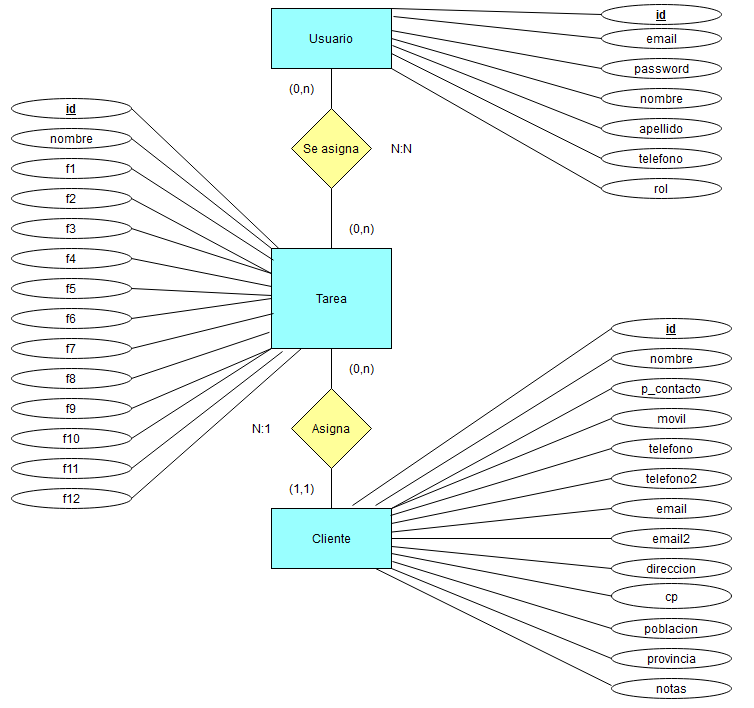 Usuario
id
email
password
nombre
apellido
telefono
rol
(0,n)
Se asigna
N:N
(0,n)
id
nombre
f1
f2
f3
f4
f5
f6
f7
f8
f9
f10
f11
f12
Tarea
(0,n)
N:1
Asigna
(1,1)
Cliente
id
nombre
p_contacto
movil
telefono
telefono2
email
email2
direccion
cp
poblacion
provincia
notas